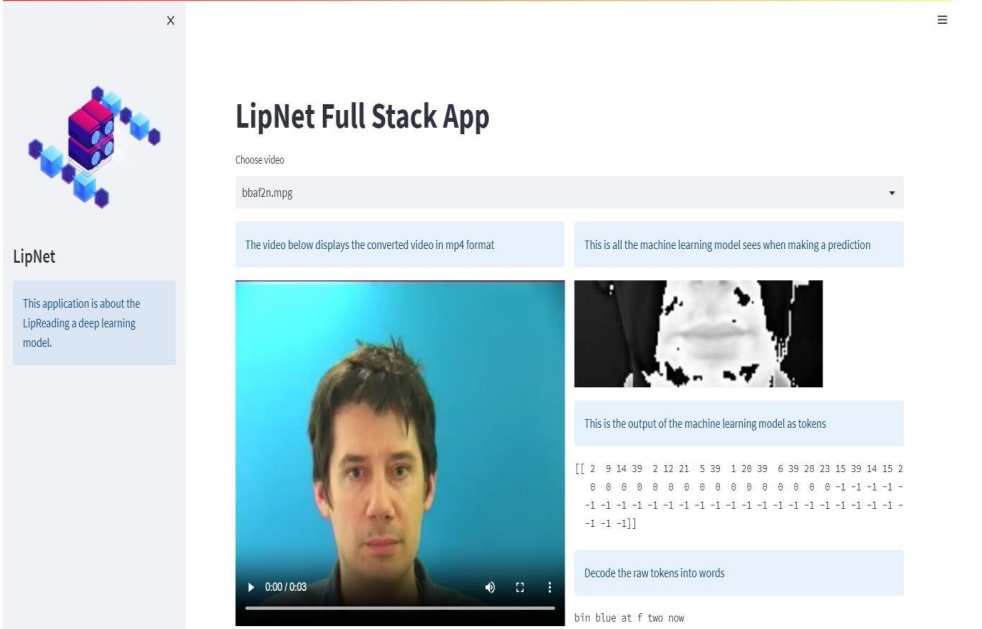 X
LipNet
This application is about the
LipReading a deep learning
model.
LipNet Full Stack App
Choose video
bbaf2n.mpg
The video below displays the converted video in mp4 format
0:00 / 0:03
This is all the machine learning model sees when making a prediction
This is the output of the machine learning model as tokens
[[ 2 9 14 39 2 12 21 5 39 1 20 39 6 39 20 23 15 39 14 15 2
0 0 0 0 0 0 0 0 0 0 0 0 0 0 0 0 -1 -1 -1 -1 -
-1 -1 -1 -1 -1 -1 -1 -1 -1 -1 -1 -1 -1 -1 -1 -1 -1 -1 -1 -1 -
-1 -1 -1]]
Decode the raw tokens into words
bin blue at f two now